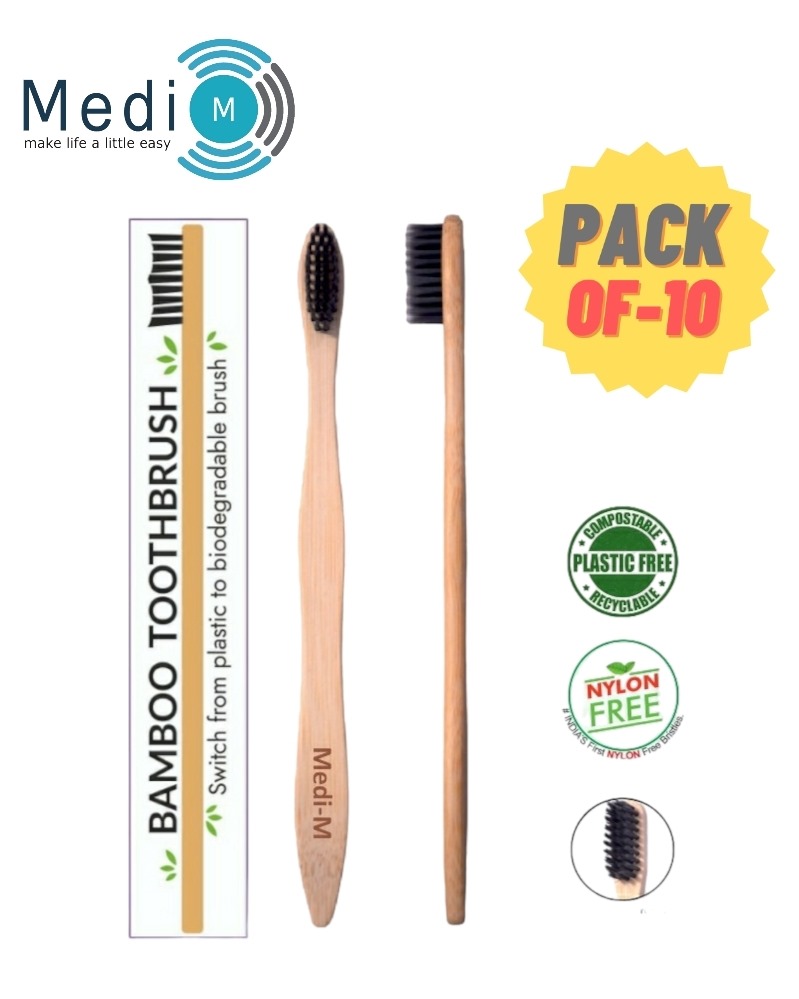 Medi M
make life a little easy
PACK
OF-10
BAMBOO TOOTHBRUSH
Switch from plastic to biodegradable brush
Medi-M
COMPOSTABLE
PLASTIC FREE
RECYCLABLE
NYLON
FREE
# INDIA'S First NYLON Free Bristles.